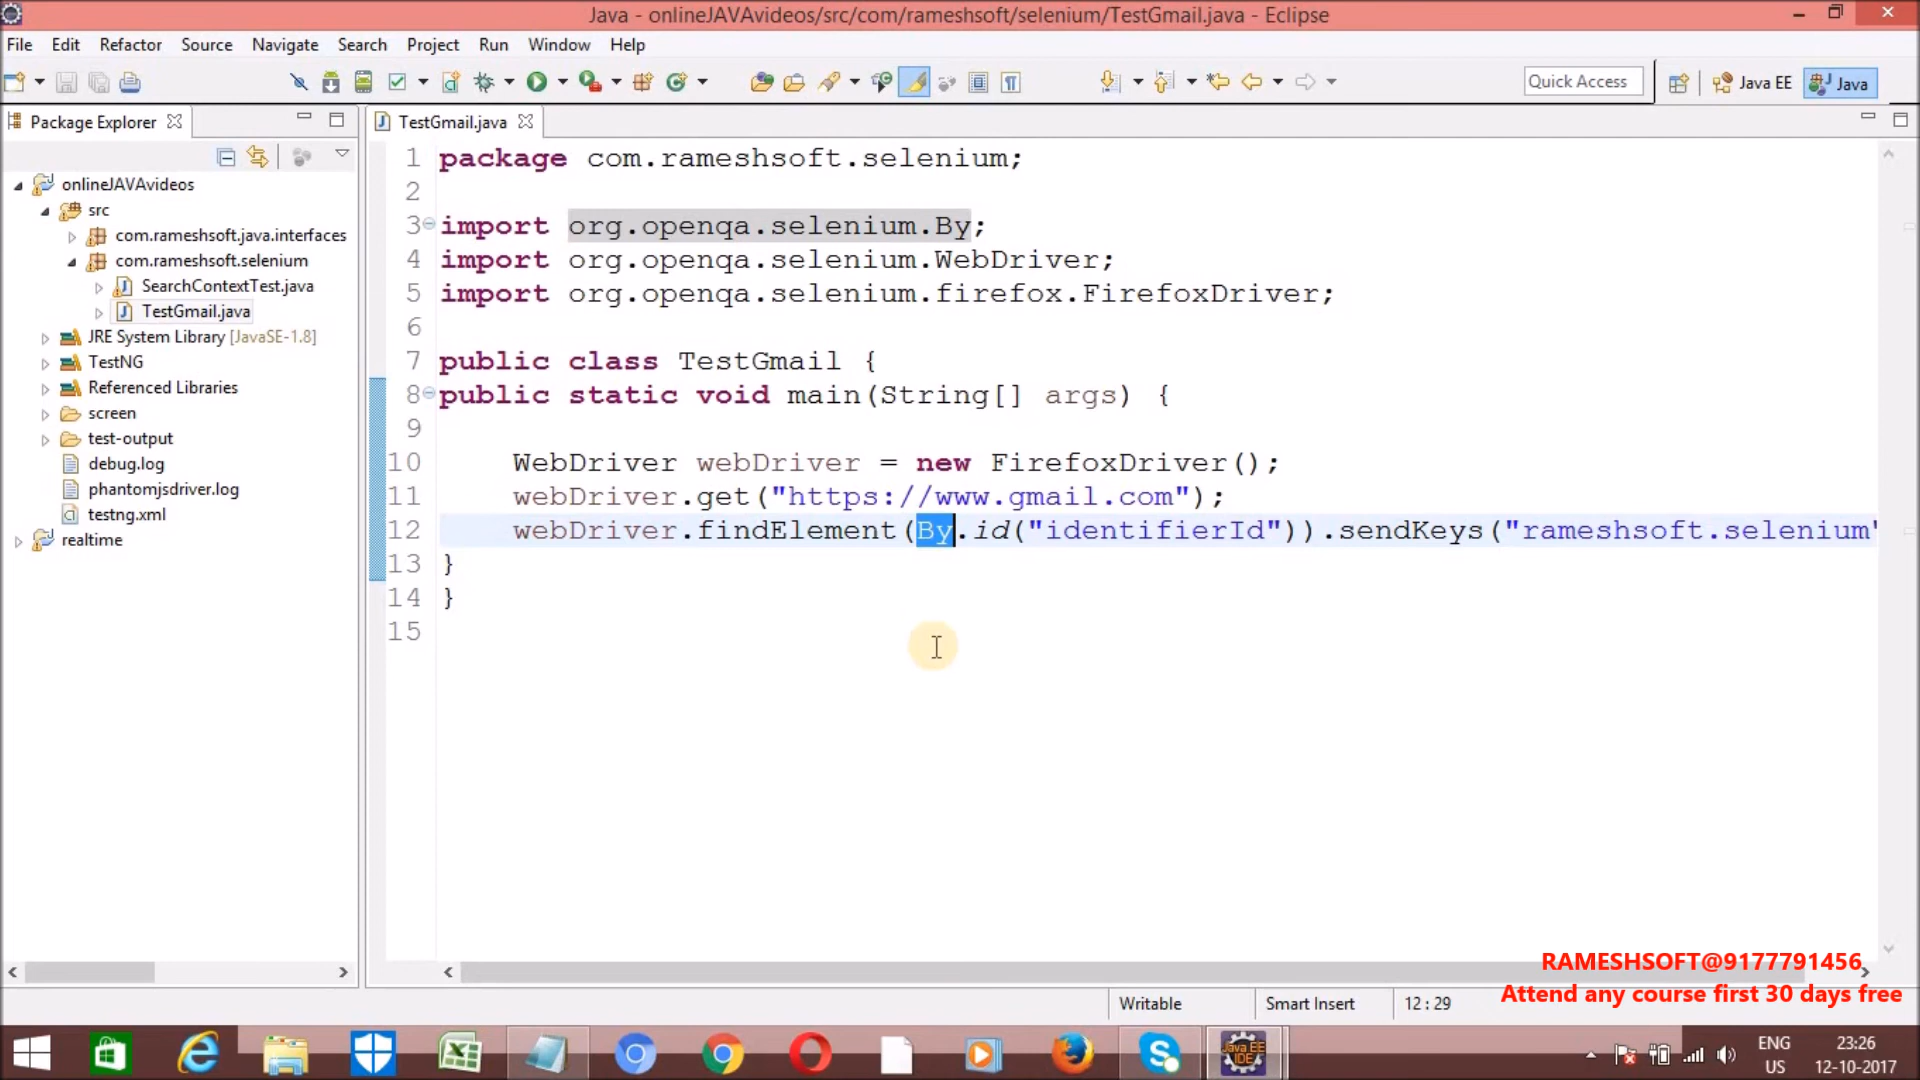 Java - onlineJAVAvideos/src/com/rameshsoft/selenium/TestGmail.java - Eclipse
File Edit Refactor Source Navigate Search Project Run Window Help
Quick Access
Java EE
Java
Package Explorer
TestGmail.java
onlineJAVAvideos
src
com.rameshsoft.java.interfaces
com.rameshsoft.selenium
SearchContextTest.java
TestGmail.java
JRE System Library [JavaSE-1.8]
TestNG
Referenced Libraries
screen
test-output
debug.log
phantomjsdriver.log
testng.xml
realtime
1 package com.rameshsoft.selenium;
2
3 import org.openqa.selenium.By;
4 import org.openqa.selenium.WebDriver;
5 import org.openqa.selenium.firefox.FirefoxDriver;
6
7 public class TestGmail {
8 public static void main(String[] args) {
9
10 WebDriver webDriver = new FirefoxDriver();
11 webDriver.get("https://www.gmail.com");
12 webDriver.findElement(By.id("identifierId")).sendKeys("rameshsoft.selenium"
13 }
14 }
15
RAMESHSOFT@9177791456
Attend any course first 30 days free
Writable
Smart Insert
12 : 29
Java EE
IDE
ENG
US
23:26
12-10-2017